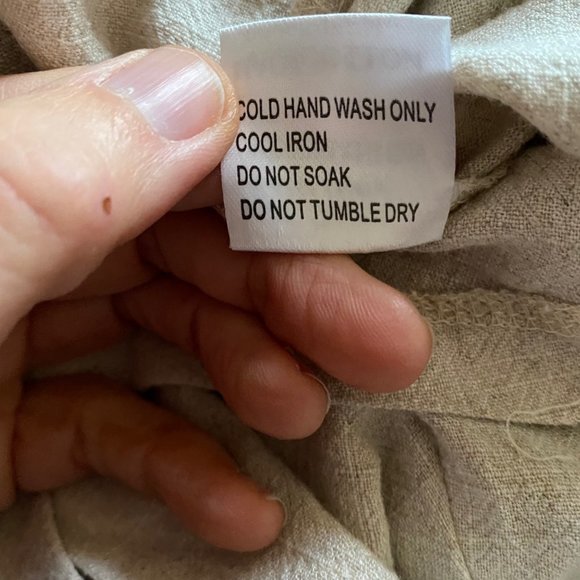 COLD HAND WASH ONLY
COOL IRON
DO NOT SOAK
DO NOT TUMBLE DRY